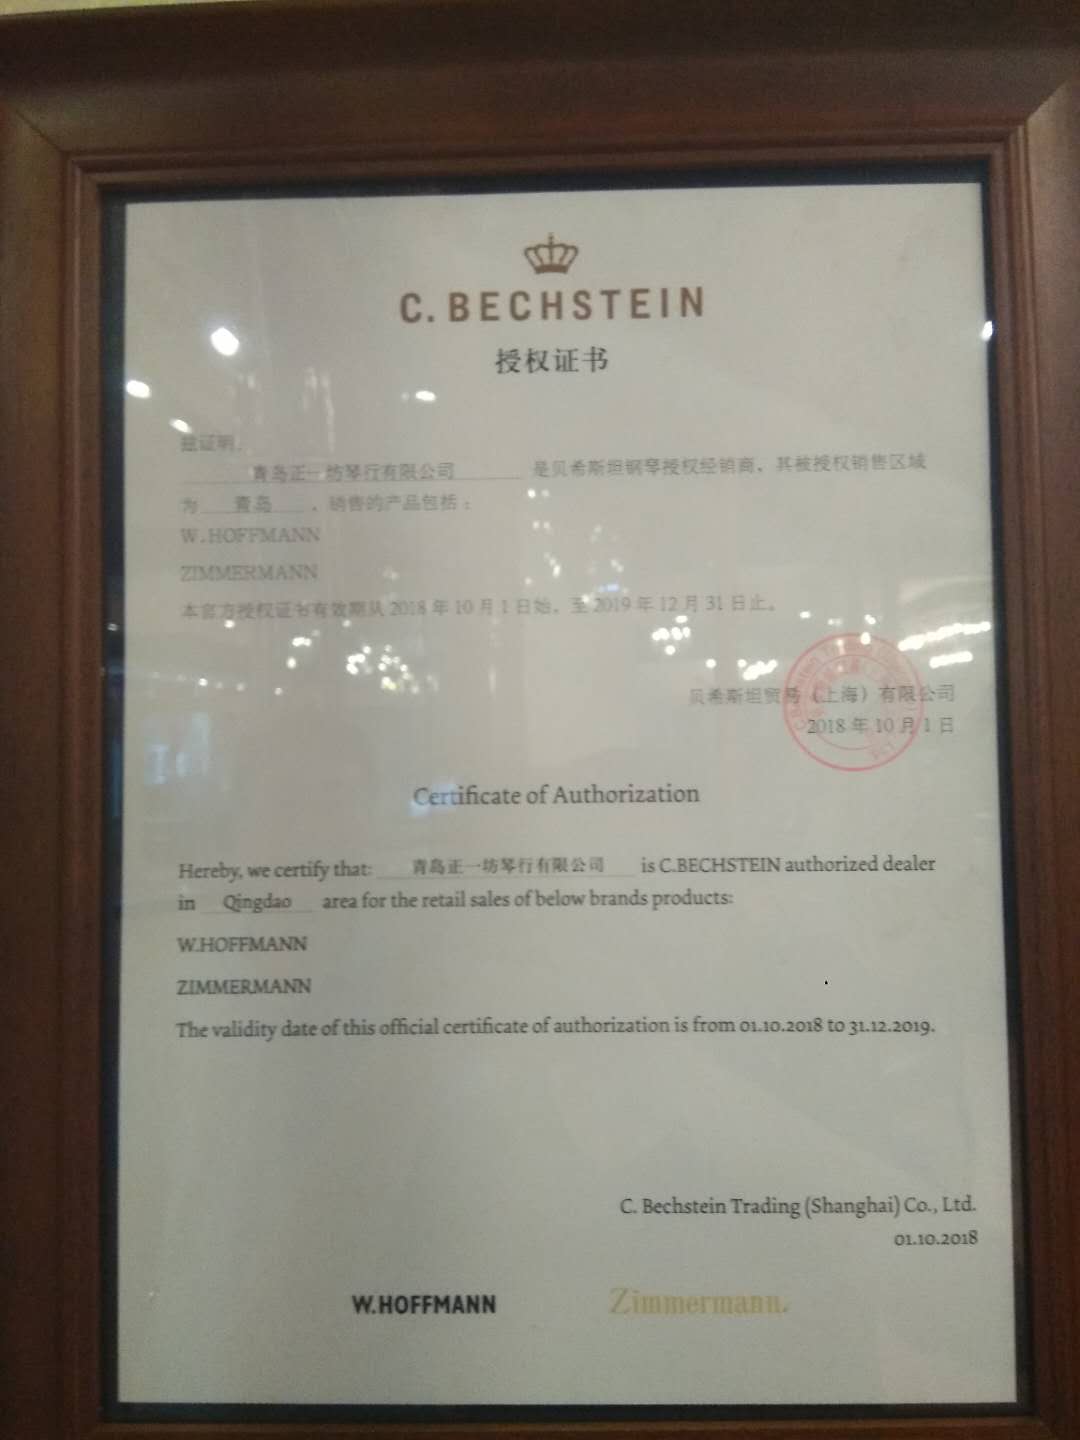 C. BECHSTEIN
授权证书
兹证明：
青岛正一坊琴行有限公司 是贝希斯坦钢琴授权经销商，其被授权销售区域
为 青岛 ，销售的产品包括：
W.HOFFMANN
ZIMMERMANN
本官方授权证书有效期从 2018 年 10 月 1 日始，至 2019 年 12 月 31 日止。
贝希斯坦贸易（上海）有限公司
2018 年 10 月 1 日
Certificate of Authorization
Hereby, we certify that: 青岛正一坊琴行有限公司 is C.BECHSTEIN authorized dealer
in Qingdao area for the retail sales of below brands products:
W.HOFFMANN
ZIMMERMANN
The validity date of this official certificate of authorization is from 01.10.2018 to 31.12.2019.
C. Bechstein Trading (Shanghai) Co., Ltd.
01.10.2018
W.HOFFMANN Zimmermann.